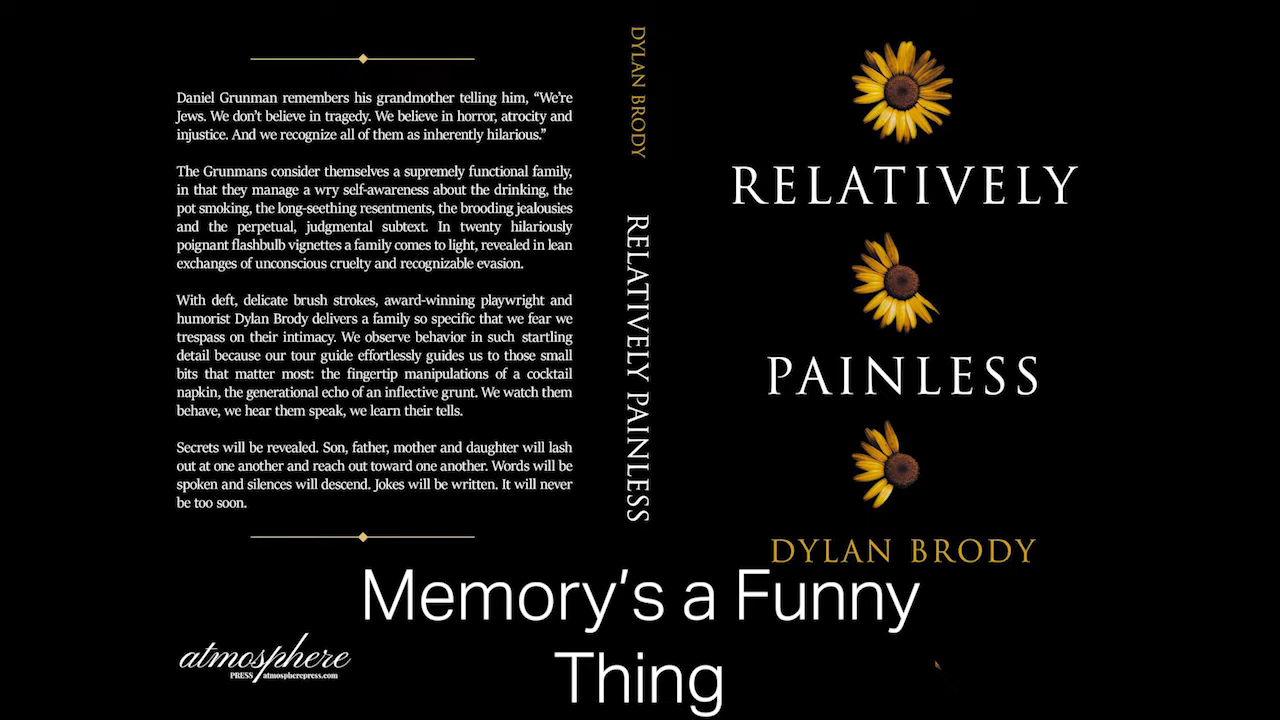 Daniel Grunman remembers his grandmother telling him, “We’re
Jews. We don’t believe in tragedy. We believe in horror, atrocity and
injustice. And we recognize all of them as inherently hilarious.”
The Grunmans consider themselves a supremely functional family,
in that they manage a wry self-awareness about the drinking, the
pot smoking, the long-seething resentments, the brooding jealousies
and the perpetual, judgmental subtext. In twenty hilariously
poignant flashbulb vignettes a family comes to light, revealed in lean
exchanges of unconscious cruelty and recognizable evasion.
With deft, delicate brush strokes, award-winning playwright and
humorist Dylan Brody delivers a family so specific that we fear we
trespass on their intimacy. We observe behavior in such startling
detail because our tour guide effortlessly guides us to those small
bits that matter most: the fingertip manipulations of a cocktail
napkin, the generational echo of an inflective grunt. We watch them
behave, we hear them speak, we learn their tells.
Secrets will be revealed. Son, father, mother and daughter will lash
out at one another and reach out toward one another. Words will be
spoken and silences will descend. Jokes will be written. It will never
be too soon.
atmosphere
PRESS atmospherepress.com
DYLAN BRODY
RELATIVELY PAINLESS
RELATIVELY
PAINLESS
DYLAN BRODY
Memory’s a Funny
Thing